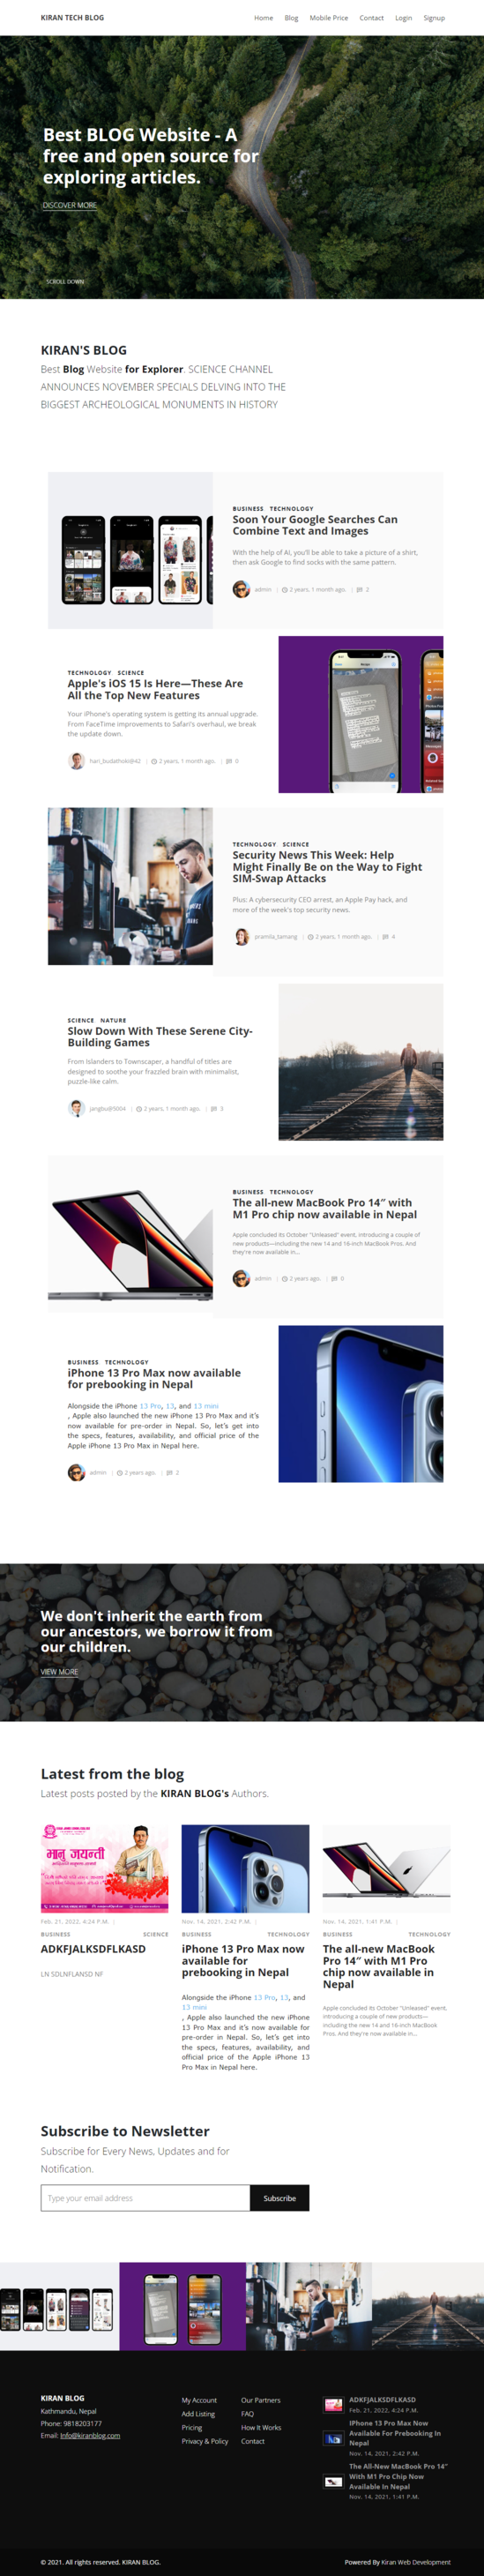 KIRAN TECH BLOG
Home Blog Mobile Price Contact Login Signup
Best BLOG Website - A
free and open source for
exploring articles.
DISCOVER MORE
SCROLL DOWN
KIRAN'S BLOG
Best Blog Website for Explorer. SCIENCE CHANNEL
ANNOUNCES NOVEMBER SPECIALS DELVING INTO THE
BIGGEST ARCHEOLOGICAL MONUMENTS IN HISTORY
BUSINESS TECHNOLOGY
Soon Your Google Searches Can
Combine Text and Images
With the help of AI, you'll be able to take a picture of a shirt,
then ask Google to find socks with the same pattern.
admin | 2 years, 1 month ago. | 2
TECHNOLOGY SCIENCE
Apple's iOS 15 Is Here—These Are
All the Top New Features
Your iPhone's operating system is getting its annual upgrade.
From FaceTime improvements to Safari's overhaul, we break
the update down.
hari_budathoki@42 | 2 years, 1 month ago. | 0
TECHNOLOGY SCIENCE
Security News This Week: Help
Might Finally Be on the Way to Fight
SIM-Swap Attacks
Plus: A cybersecurity CEO arrest, an Apple Pay hack, and
more of the week's top security news.
pramila_tamang | 2 years, 1 month ago. | 4
SCIENCE NATURE
Slow Down With These Serene City-
Building Games
From Islanders to Townscaper, a handful of titles are
designed to soothe your frazzled brain with minimalist,
puzzle-like calm.
jangbu@5004 | 2 years, 1 month ago. | 3
BUSINESS TECHNOLOGY
The all-new MacBook Pro 14″ with
M1 Pro chip now available in Nepal
Apple concluded its October "Unleased" event, introducing a couple of
new products—including the new 14 and 16-inch MacBook Pros. And
they're now available in...
admin | 2 years ago. | 0
BUSINESS TECHNOLOGY
iPhone 13 Pro Max now available
for prebooking in Nepal
Alongside the iPhone 13 Pro, 13, and 13 mini
, Apple also launched the new iPhone 13 Pro Max and it's
now available for pre-order in Nepal. So, let's get into
the specs, features, availability, and official price of the
Apple iPhone 13 Pro Max in Nepal here.
admin | 2 years ago. | 2
We don't inherit the earth from
our ancestors, we borrow it from
our children.
VIEW MORE
Latest from the blog
Latest posts posted by the KIRAN BLOG's Authors.
भानु जयन्ती
Feb. 21, 2022, 4:24 P.M. |
BUSINESS SCIENCE
ADKFJALKSDFLKASD
LN SDLNFLANSD NF
Nov. 14, 2021, 2:42 P.M. |
BUSINESS TECHNOLOGY
iPhone 13 Pro Max now
available for
prebooking in Nepal
Alongside the iPhone 13 Pro, 13, and
13 mini
, Apple also launched the new iPhone
13 Pro Max and it's now available for
pre-order in Nepal. So, let's get into
the specs, features, availability, and
official price of the Apple iPhone 13
Pro Max in Nepal here.
Nov. 14, 2021, 1:41 P.M. |
BUSINESS TECHNOLOGY
The all-new MacBook
Pro 14″ with M1 Pro
chip now available in
Nepal
Apple concluded its October "Unleased" event,
introducing a couple of new products—
including the new 14 and 16-inch MacBook
Pros. And they're now available in...
Subscribe to Newsletter
Subscribe for Every News, Updates and for
Notification.
Type your email address
Subscribe
KIRAN BLOG
Kathmandu, Nepal
Phone: 9818203177
Email: Info@kiranblog.com
My Account
Add Listing
Pricing
Privacy & Policy
Our Partners
FAQ
How It Works
Contact
ADKFJALKSDFLKASD
Feb. 21, 2022, 4:24 P.M.
IPhone 13 Pro Max Now
Available For Prebooking In
Nepal
Nov. 14, 2021, 2:42 P.M.
The All-New MacBook Pro 14″
With M1 Pro Chip Now
Available In Nepal
Nov. 14, 2021, 1:41 P.M.
© 2021. All rights reserved. KIRAN BLOG.
Powered By Kiran Web Development